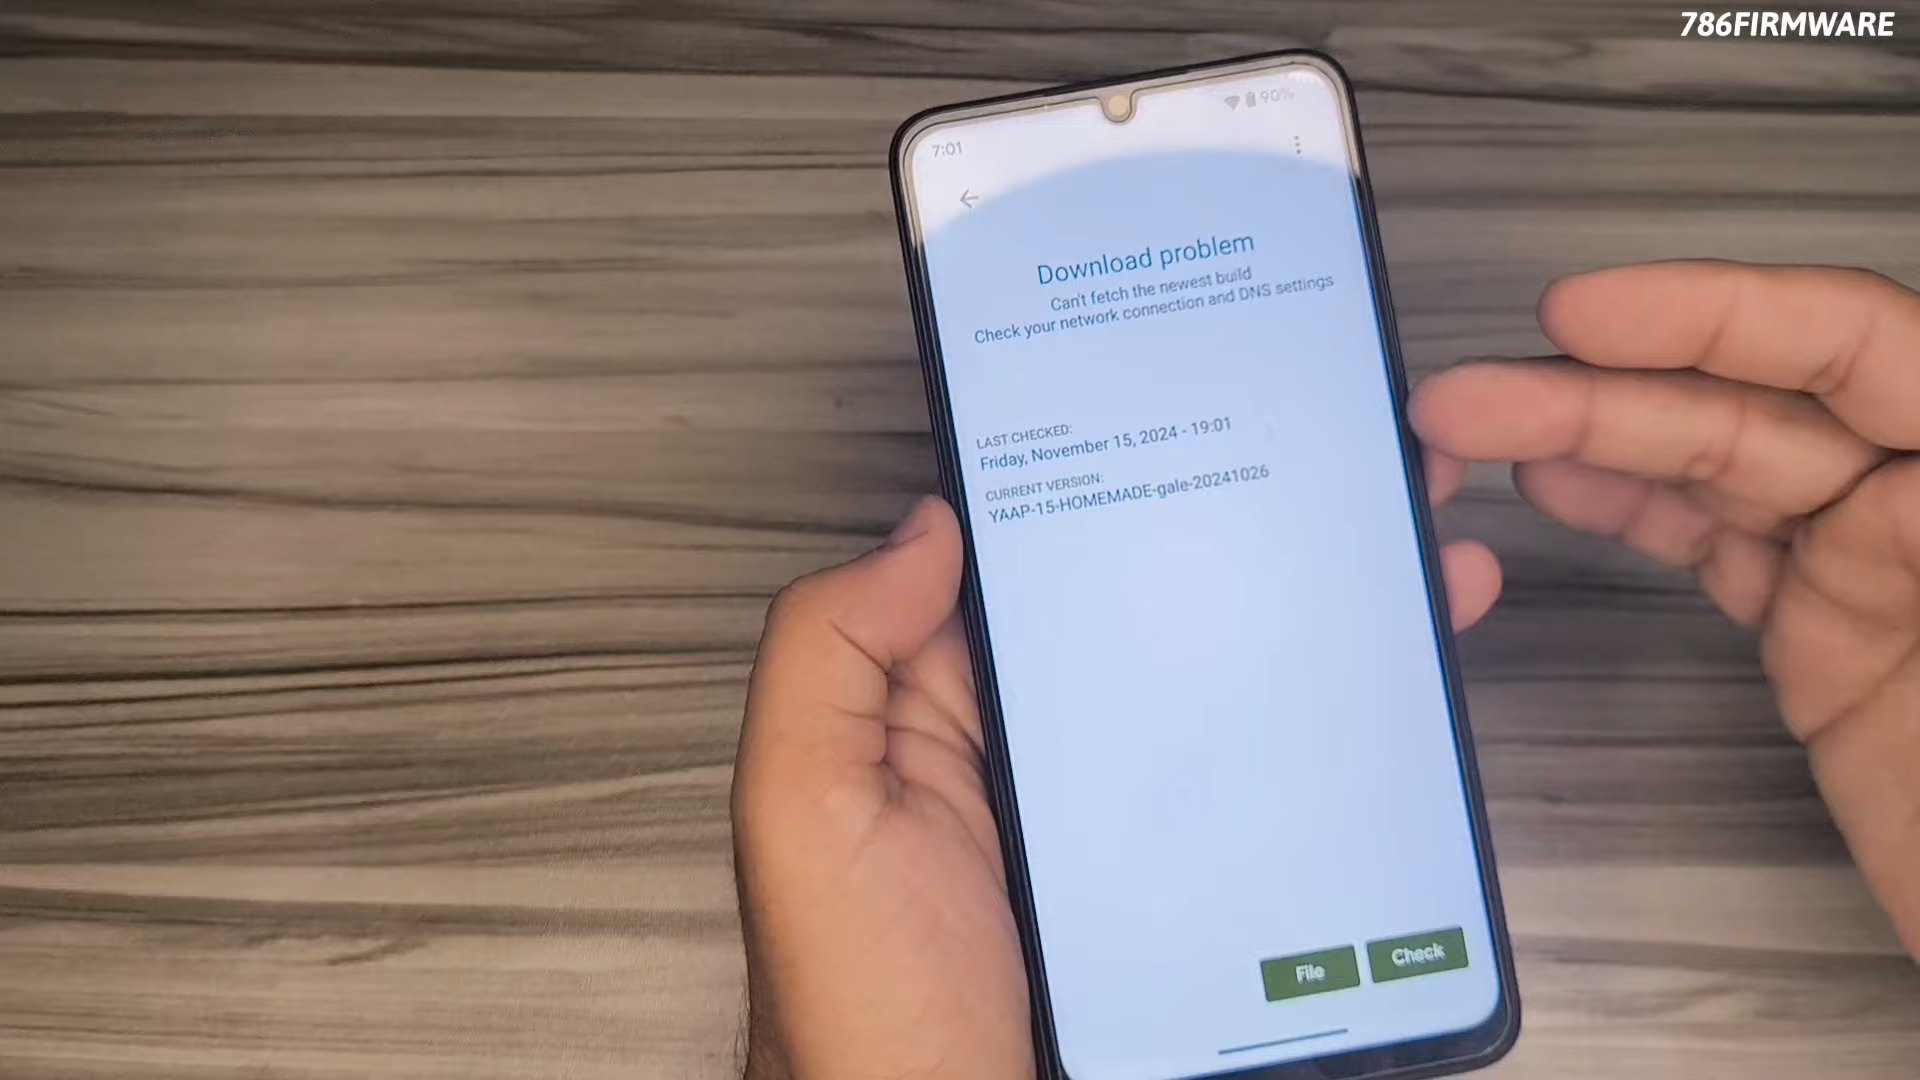 786FIRMWARE
7:01
90%
Download problem
Can't fetch the newest build
Check your network connection and DNS settings
LAST CHECKED:
Friday, November 15, 2024 - 19:01
CURRENT VERSION:
YAAP-15-HOMEMADE-gale-20241026
File
Check